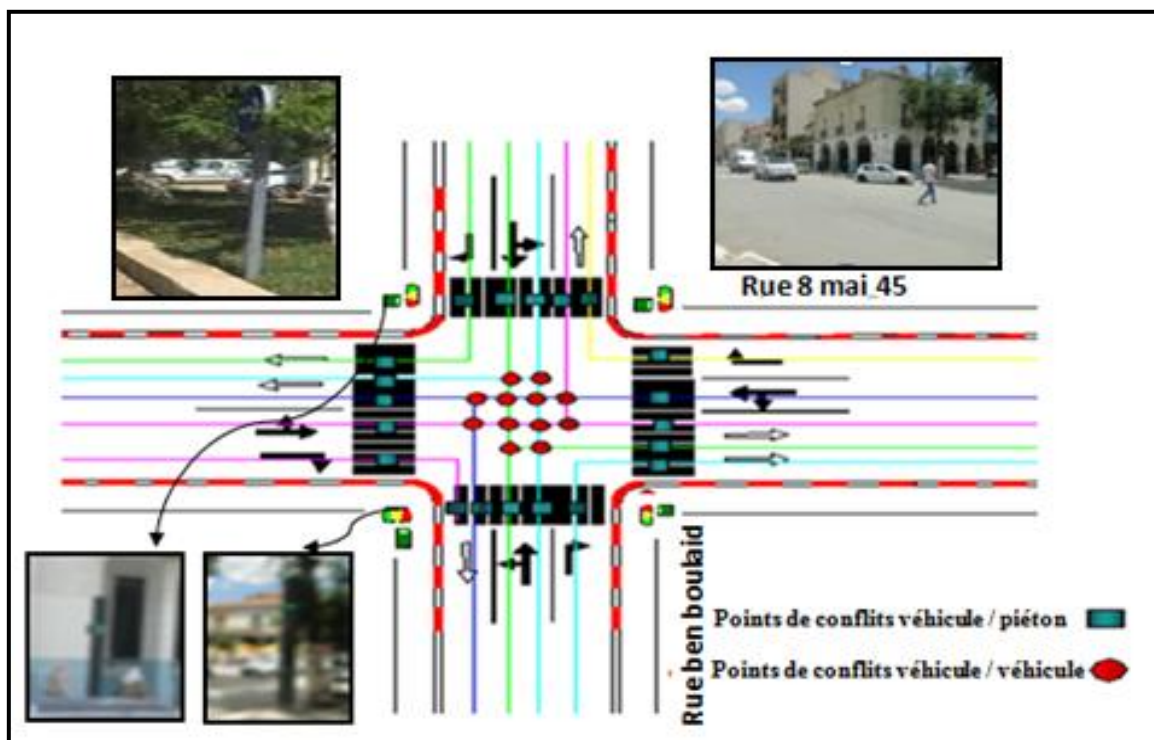 Rue 8 mai_45
Rue ben boulaid
Points de conflits véhicule / piéton
Points de conflits véhicule / véhicule